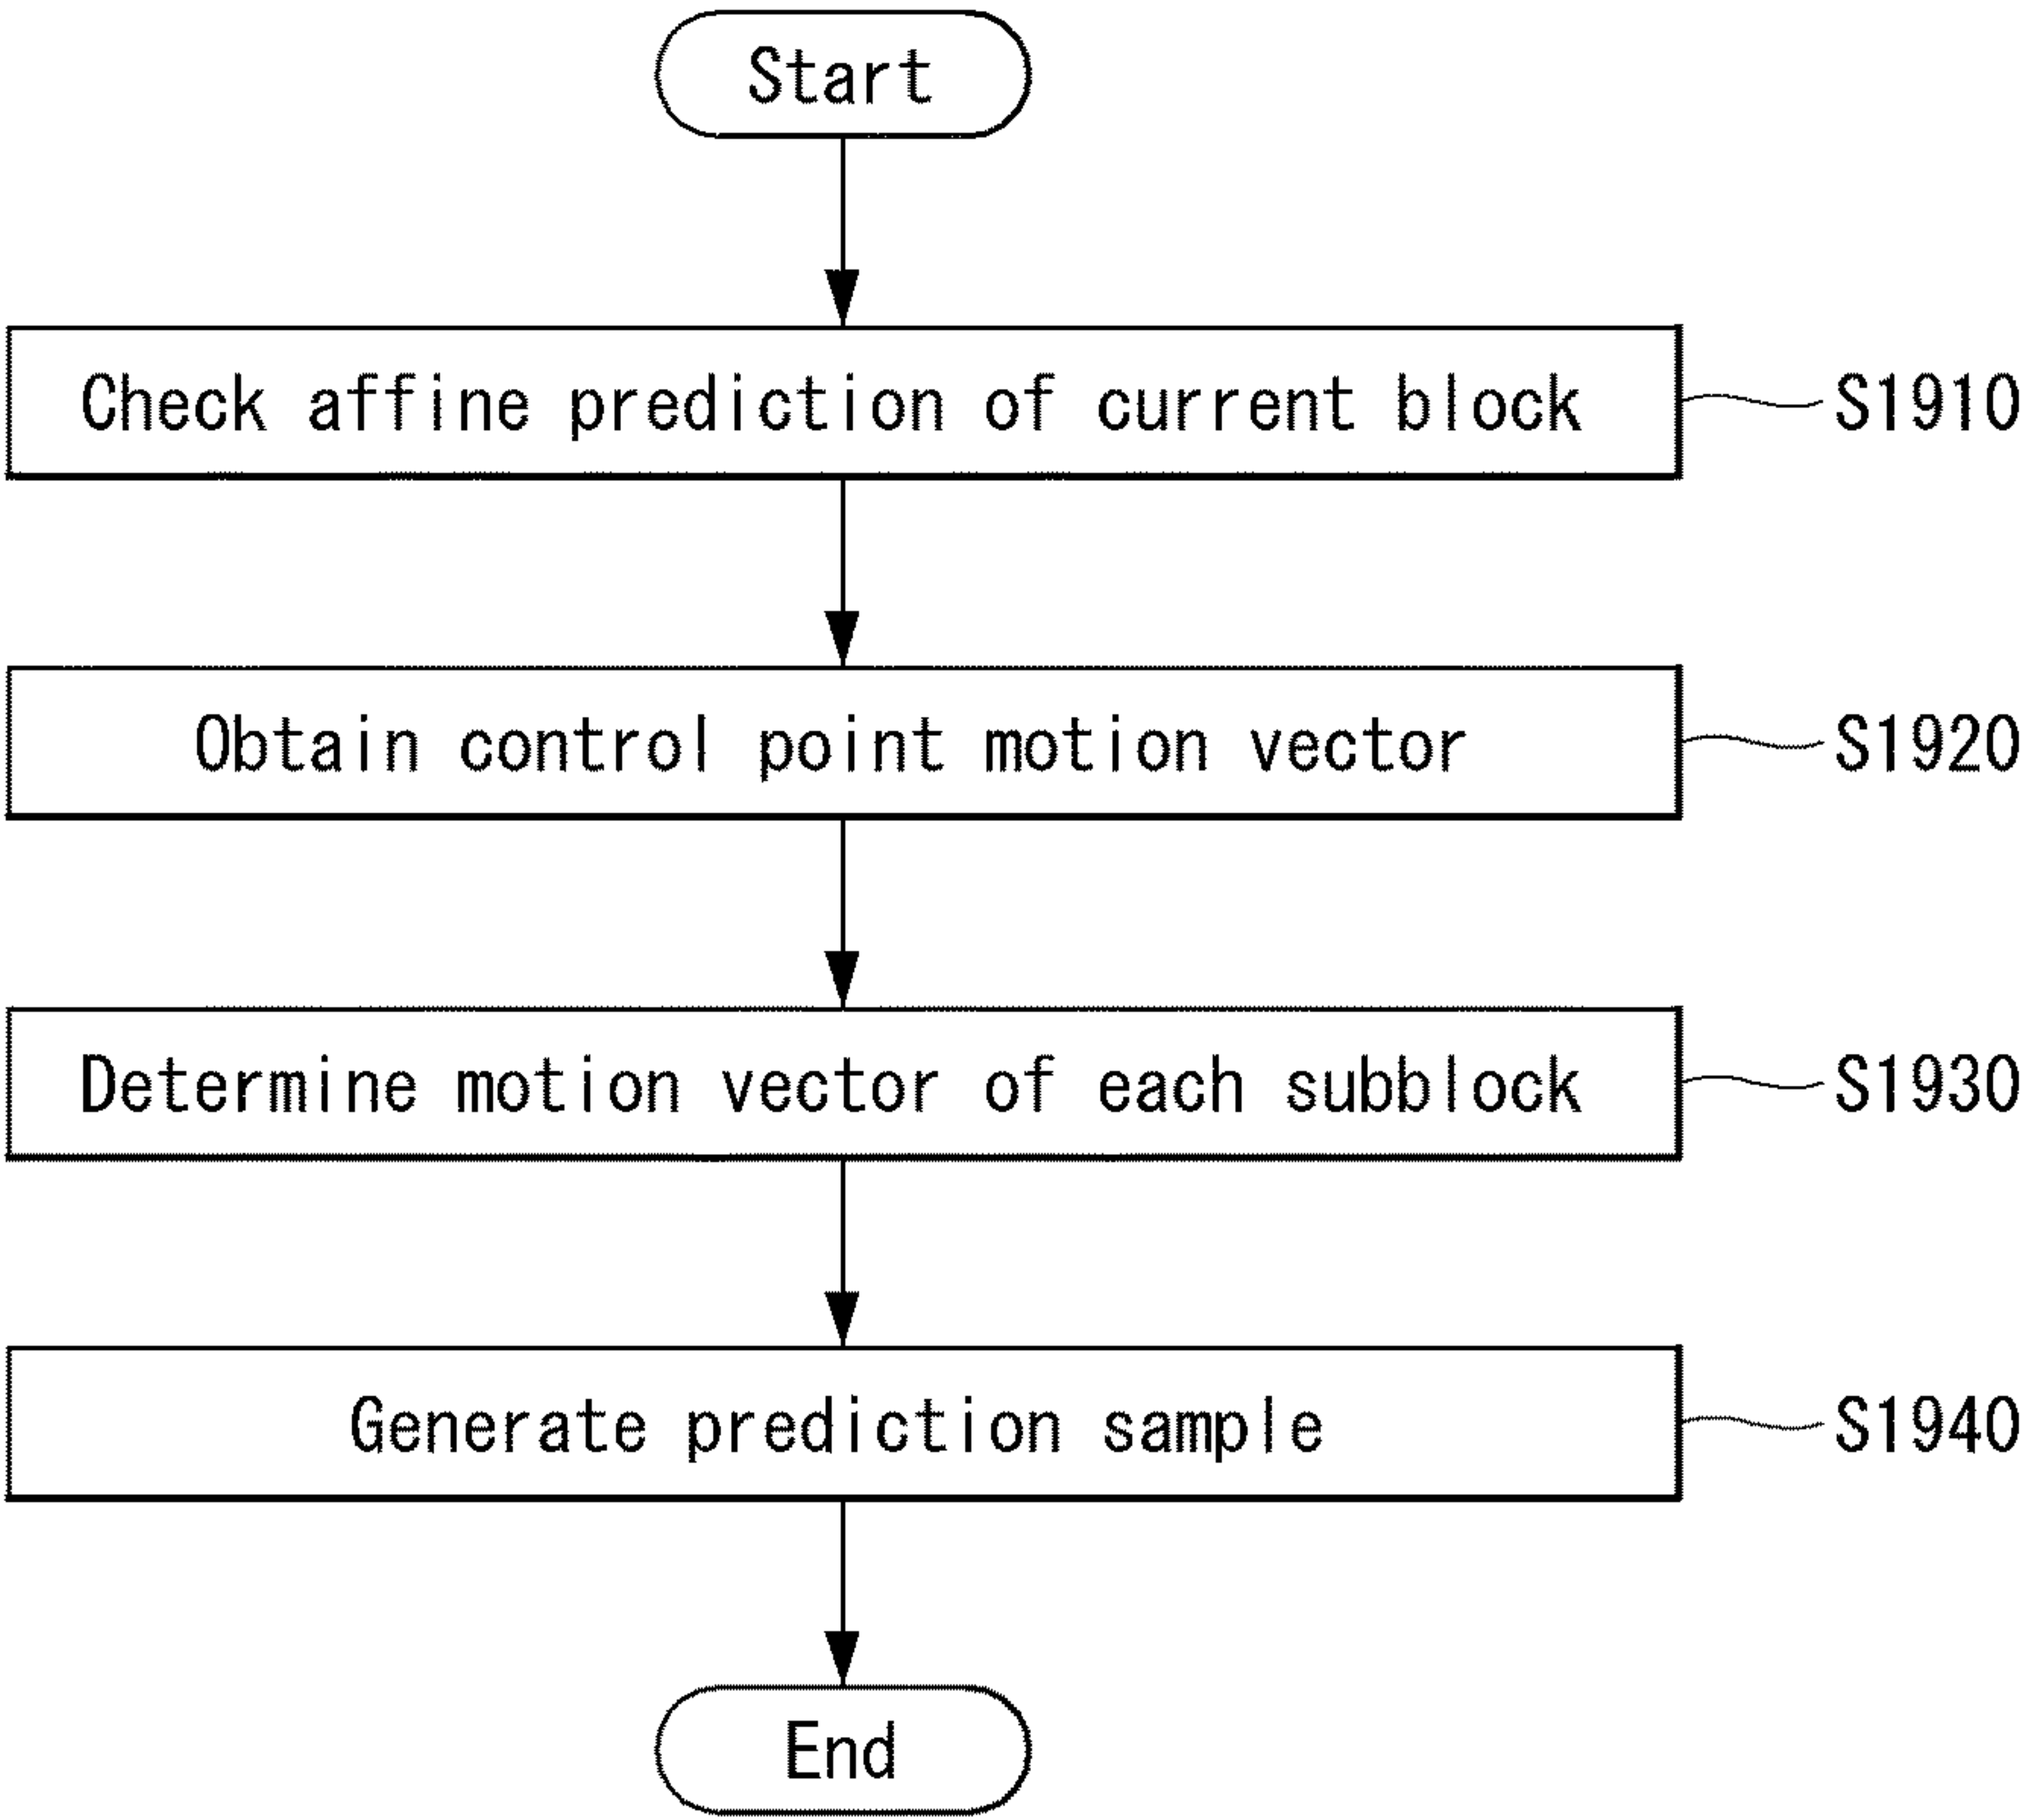 Start
Check affine prediction of current block S1910
Obtain control point motion vector S1920
Determine motion vector of each subblock S1930
Generate prediction sample S1940
End